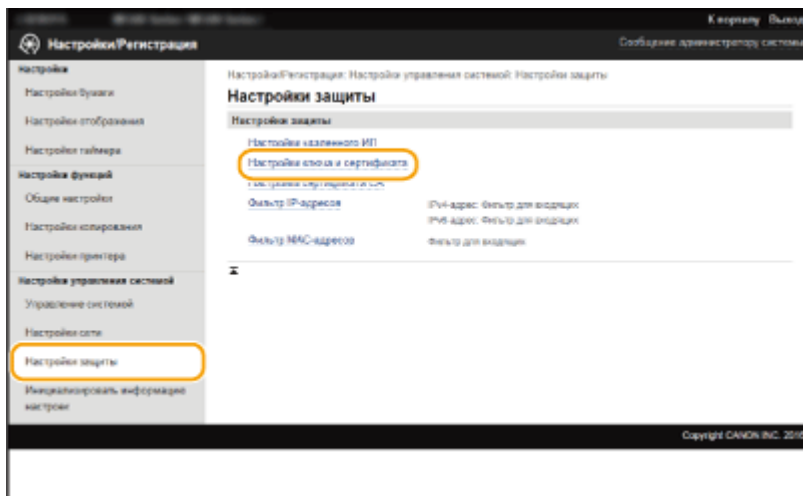 К порталу Выход
Настройки/Регистрация
Сообщение администратору системы
Настройки
Настройки бумаги
Настройки отображения
Настройки таймера
Настройки функций
Общие настройки
Настройки копирования
Настройки принтера
Настройки управления системой
Управление системой
Настройки сети
Настройки защиты
Инициализировать информацию
настроек
Настройки/Регистрация: Настройки управления системой: Настройки защиты
Настройки защиты
Настройки защиты
Настройки удаленного ИП
Настройки ключа и сертификата
Настройки сертификата CA
Фильтр IP-адресов
IPv4-адрес: Фильтр для входящих
IPv6-адрес: Фильтр для входящих
Фильтр MAC-адресов
Фильтр для входящих
Copyright CANON INC. 2016